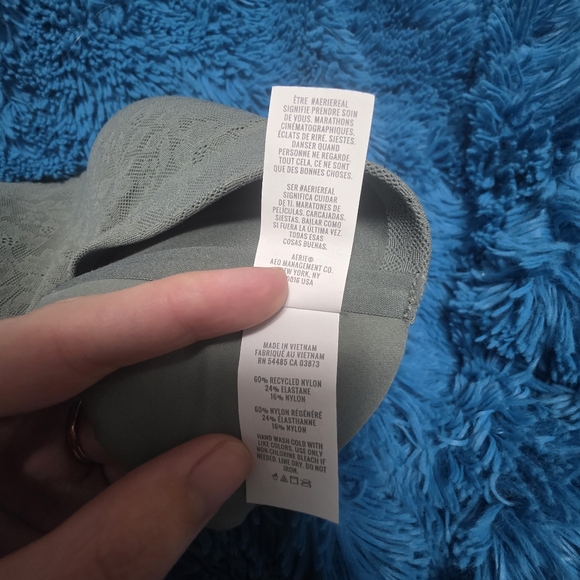 ÊTRE #AERIEREAL
SIGNIFIE PRENDRE SOIN
DE VOUS. MARATHONS
CINÉMATOGRAPHIQUES.
ÉCLATS DE RIRE. SIESTES.
DANSER QUAND
PERSONNE NE REGARDE.
TOUT CELA, CE NE SONT
QUE DES BONNES CHOSES.
SER #AERIEREAL
SIGNIFICA CUIDAR
DE TI. MARATONES DE
PELÍCULAS. CARCAJADAS.
SIESTAS. BAILAR COMO
SI FUERA LA ÚLTIMA VEZ.
TODAS ESAS
COSAS BUENAS.
AERIE®
AEO MANAGEMENT CO.
NEW YORK, NY
USA
MADE IN VIETNAM
FABRIQUÉ AU VIETNAM
RN 54485 CA 03873
60% RECYCLED NYLON
24% ELASTANE
16% NYLON
60% NYLON RÉGÉNÉRÉ
24% ÉLASTHANNE
16% NYLON
HAND WASH COLD WITH
LIKE COLORS. USE ONLY
NON CHLORINE BLEACH IF
NEEDED. LINE DRY. DO NOT
IRON.